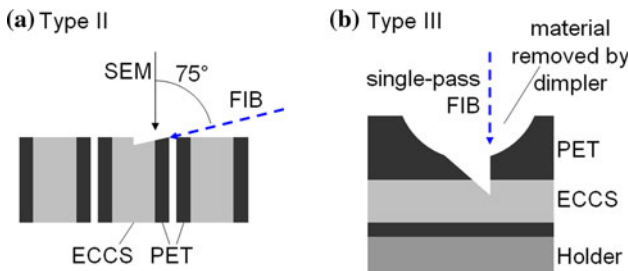 (a) Type II
SEM
75°
FIB
ECCS
PET
(b) Type III
material
removed by
dimpler
single-pass
FIB
PET
ECCS
Holder